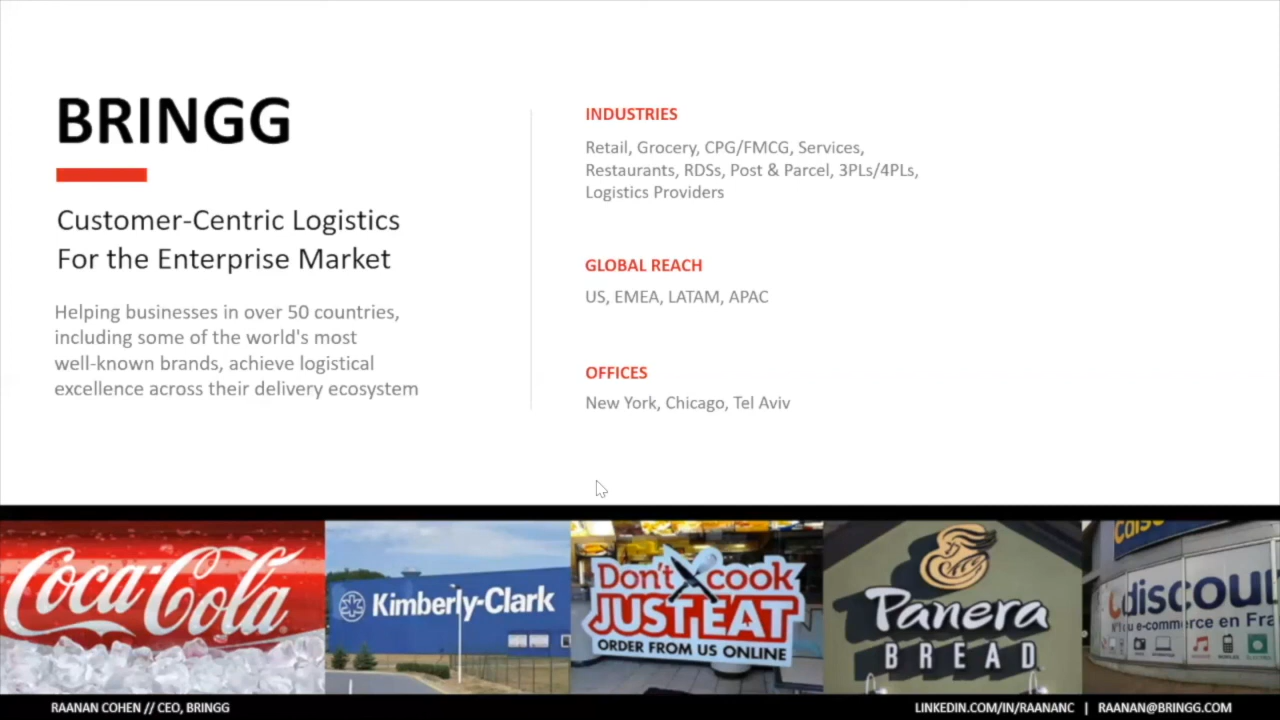 BRINGG
Customer-Centric Logistics
For the Enterprise Market
Helping businesses in over 50 countries,
including some of the world's most
well-known brands, achieve logistical
excellence across their delivery ecosystem
INDUSTRIES
Retail, Grocery, CPG/FMCG, Services,
Restaurants, RDSs, Post & Parcel, 3PLs/4PLs,
Logistics Providers
GLOBAL REACH
US, EMEA, LATAM, APAC
OFFICES
New York, Chicago, Tel Aviv
Coca-Cola
Kimberly-Clark
Don't cook
JUST EAT
ORDER FROM US ONLINE
Panera
BREAD
discou
e-commerce en Fra
RAANAN COHEN // CEO, BRINGG
LINKEDIN.COM/IN/RAANANC | RAANAN@BRINGG.COM